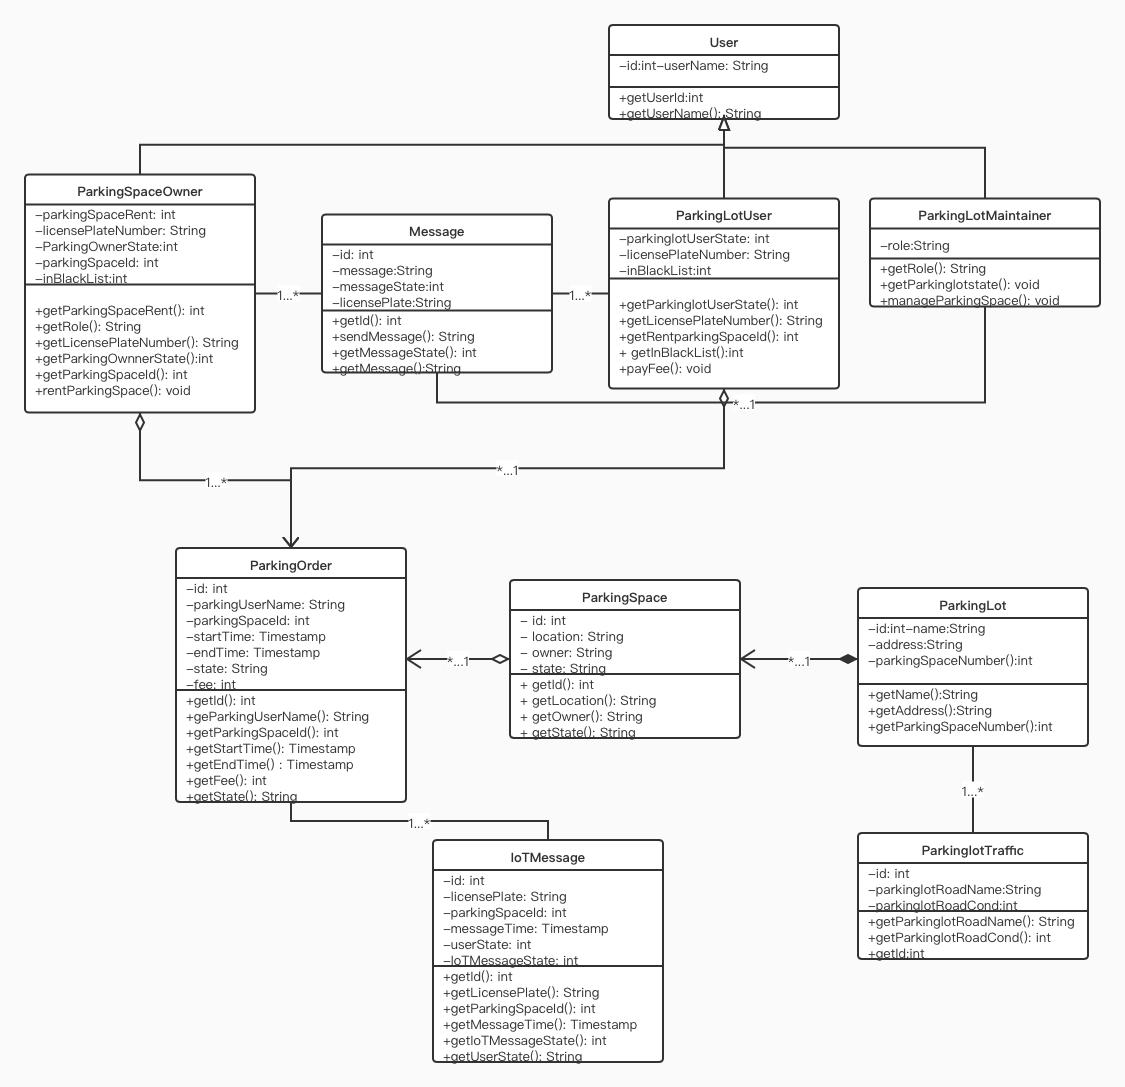 User
-id:int-userName: String
+getUserId:int
+getUserName(): String
ParkingSpaceOwner
-parkingSpaceRent: int
-licensePlateNumber: String
-ParkingOwnerState:int
-parkingSpaceId: int
-inBlackList:int
+getParkingSpaceRent(): int
+getRole(): String
+getLicensePlateNumber(): String
+getParkingOwnnerState():int
+getParkingSpaceId(): int
+rentParkingSpace(): void
1...*
Message
-id: int
-message:String
-messageState:int
-licensePlate:String
+getId(): int
+sendMessage(): String
+getMessageState(): int
+getMessage():String
1...*
ParkingLotUser
-parkinglotUserState: int
-licensePlateNumber: String
-inBlackList:int
+getParkinglotUserState(): int
+getLicensePlateNumber(): String
+getRentparkingSpaceId(): int
+ getInBlackList():int
+payFee(): void
ParkingLotMaintainer
-role:String
+getRole(): String
+getParkinglotstate(): void
+manageParkingSpace(): void
*...1
*...1
1...*
ParkingOrder
-id: int
-parkingUserName: String
-parkingSpaceId: int
-startTime: Timestamp
-endTime: Timestamp
-state: String
-fee: int
+getId(): int
+geParkingUserName(): String
+getParkingSpaceId(): int
+getStartTime(): Timestamp
+getEndTime() : Timestamp
+getFee(): int
+getState(): String
*...1
ParkingSpace
- id: int
- location: String
- owner: String
- state: String
+ getId(): int
+ getLocation(): String
+ getOwner(): String
+ getState(): String
*...1
ParkingLot
-id:int-name:String
-address:String
-parkingSpaceNumber():int
+getName():String
+getAddress():String
+getParkingSpaceNumber():int
1...*
1...*
IoTMessage
-id: int
-licensePlate: String
-parkingSpaceId: int
-messageTime: Timestamp
-userState: int
-IoTMessageState: int
+getId(): int
+getLicensePlate(): String
+getParkingSpaceId(): int
+getMessageTime(): Timestamp
+getIoTMessageState(): int
+getUserState(): String
ParkinglotTraffic
-id: int
-parkinglotRoadName:String
-parkinglotRoadCond:int
+getParkinglotRoadName(): String
+getParkinglotRoadCond(): int
+getId:int